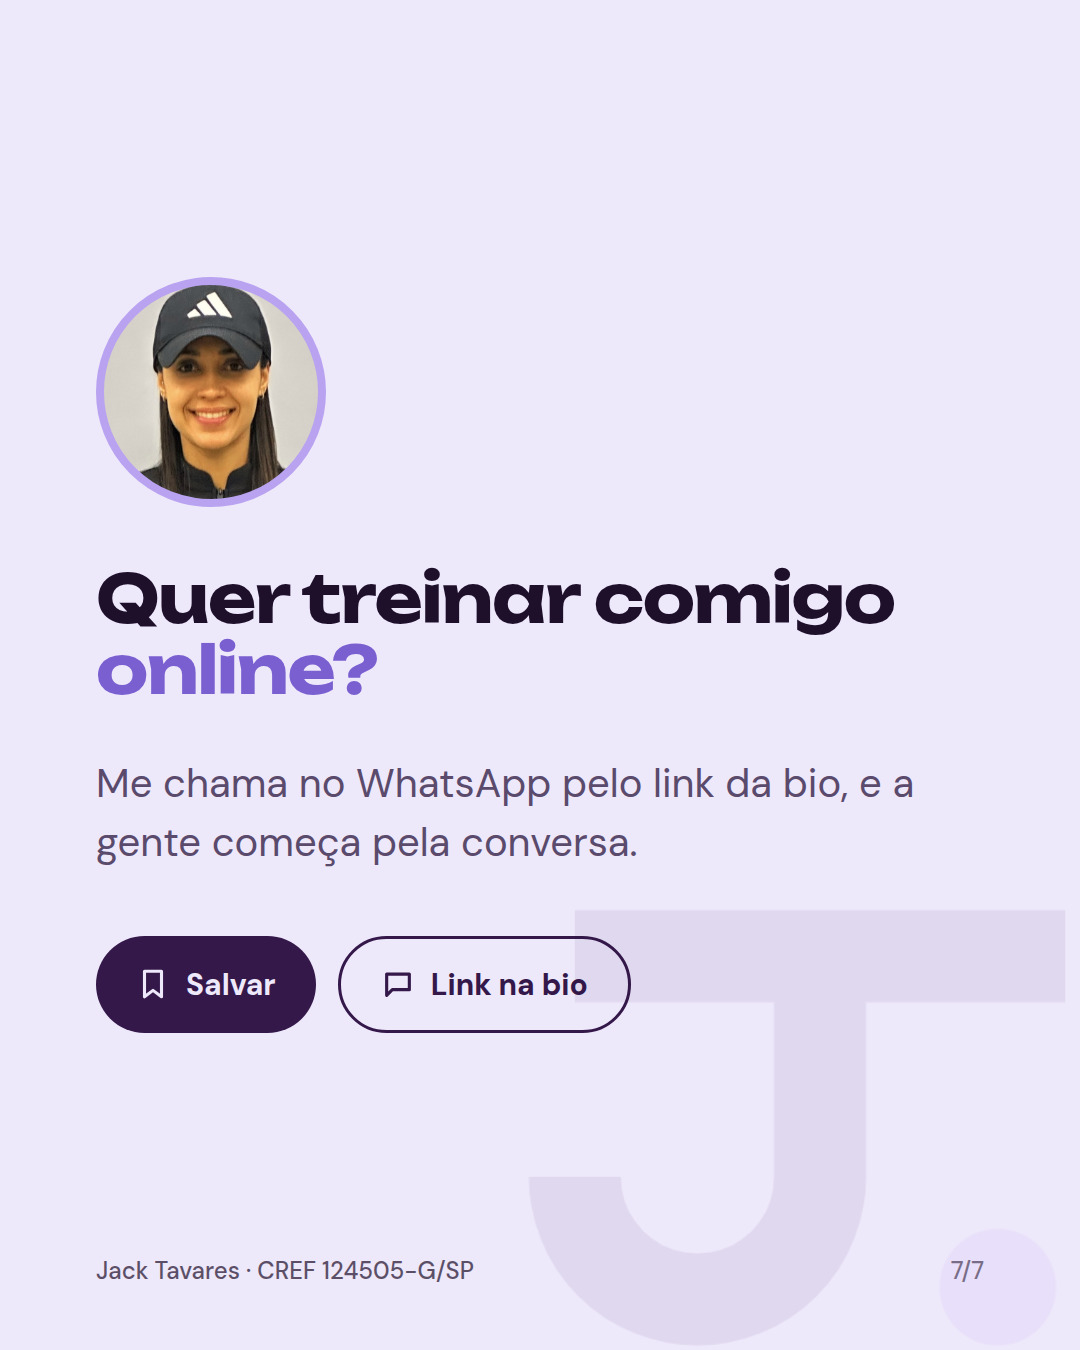 Quer treinar comigo
online?
Me chama no WhatsApp pelo link da bio, e a
gente começa pela conversa.
Salvar
Link na bio
J.
Jack Tavares · CREF 124505-G/SP
7/7